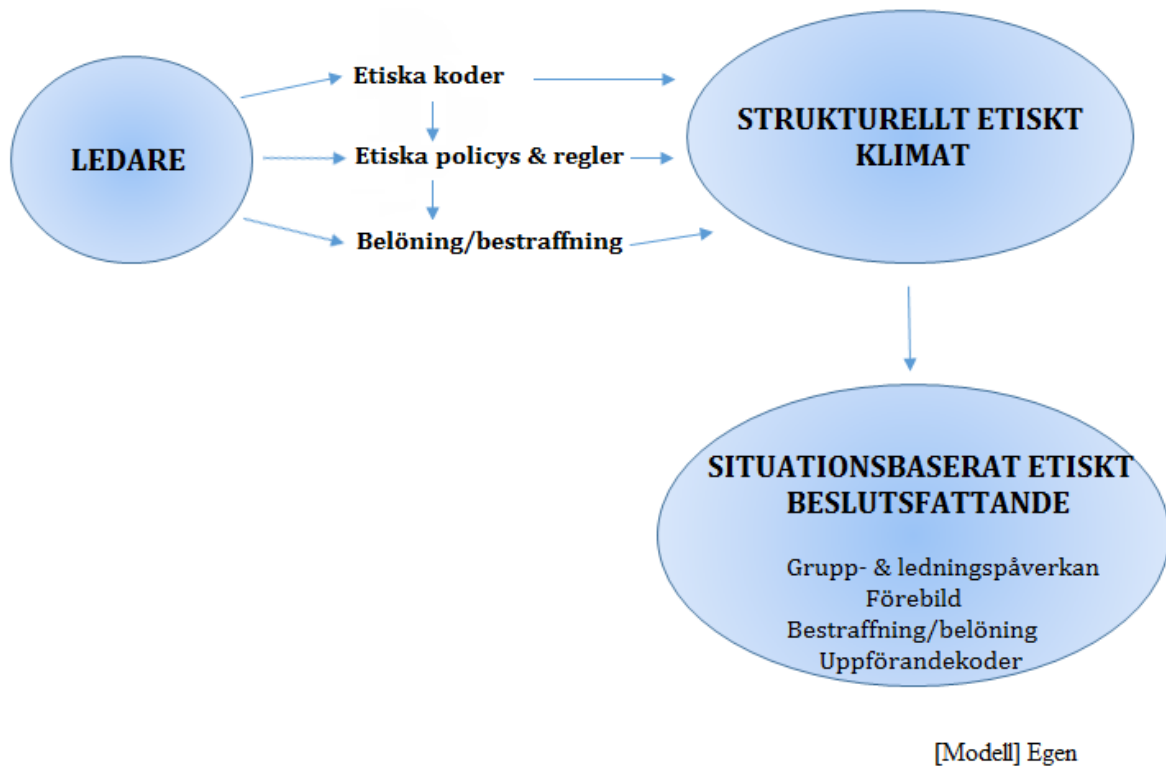 LEDARE
Etiska koder
Etiska policys & regler
Belöning/bestraffning
STRUKTURELLT ETISKT
KLIMAT
SITUATIONSBASERAT ETISKT
BESLUTSFATTANDE
Grupp- & ledningspåverkan
Förebild
Bestraffning/belöning
Uppförandekoder
[Modell] Egen